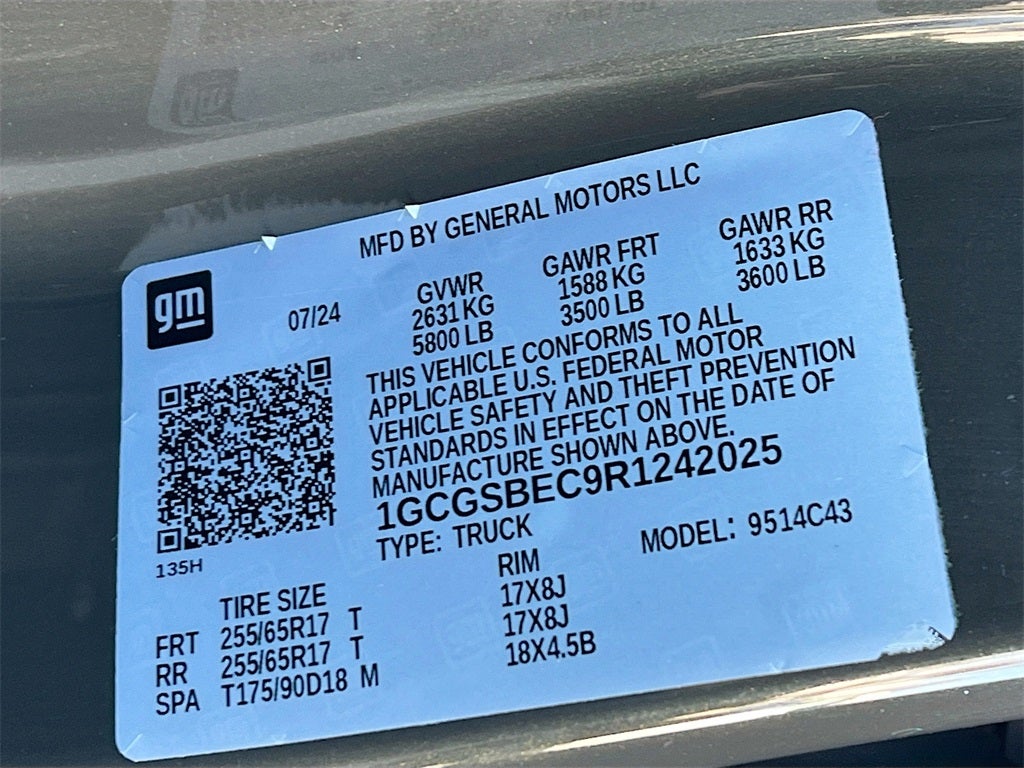 MFD BY GENERAL MOTORS LLC
gm
07/24
GVWR GAWR FRT GAWR RR
2631 KG 1588 KG 1633 KG
5800 LB 3500 LB 3600 LB
THIS VEHICLE CONFORMS TO ALL
APPLICABLE U.S. FEDERAL MOTOR
VEHICLE SAFETY AND THEFT PREVENTION
STANDARDS IN EFFECT ON THE DATE OF
MANUFACTURE SHOWN ABOVE.
1GCGSBEC9R1242025
TYPE: TRUCK MODEL: 9514C43
135H
TIRE SIZE RIM
FRT 255/65R17 T 17X8J
RR 255/65R17 T 17X8J
SPA T175/90D18 M 18X4.5B